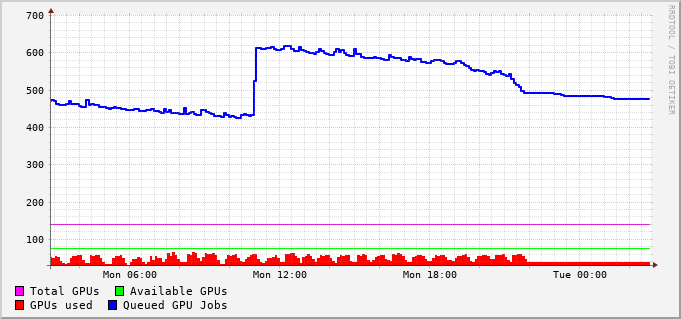 700
600
500
400
300
200
100
Mon 06:00 Mon 12:00 Mon 18:00 Tue 00:00
Total GPUs Available GPUs
GPUs used Queued GPU Jobs
RRDTOOL / TOBI OETIKER